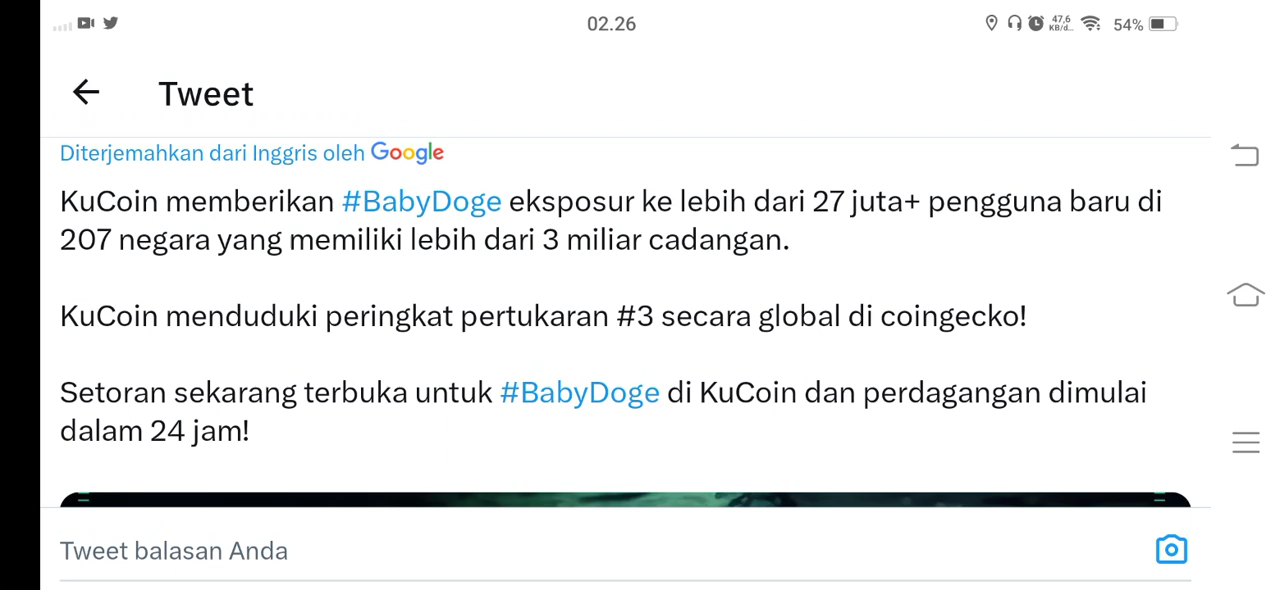 02.26
47,6
KB/d...
54%
Tweet
Diterjemahkan dari Inggris oleh Google
KuCoin memberikan #BabyDoge eksposur ke lebih dari 27 juta+ pengguna baru di
207 negara yang memiliki lebih dari 3 miliar cadangan.
KuCoin menduduki peringkat pertukaran #3 secara global di coingecko!
Setoran sekarang terbuka untuk #BabyDoge di KuCoin dan perdagangan dimulai
dalam 24 jam!
Tweet balasan Anda